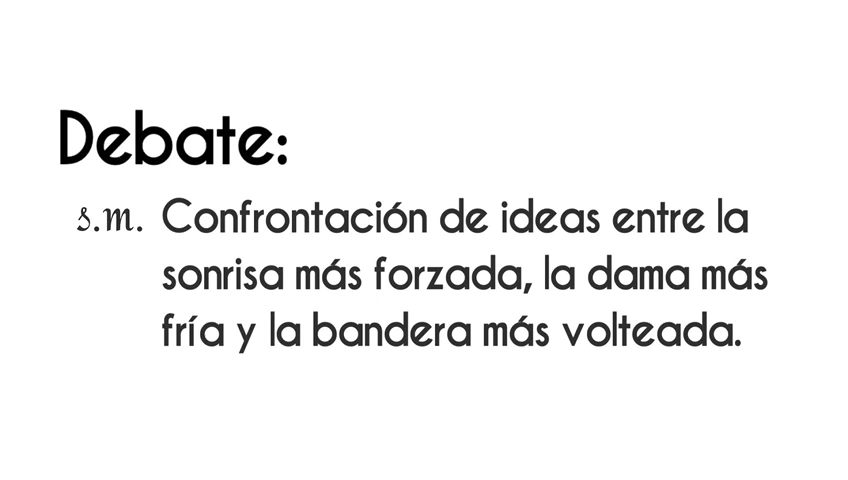 Debate:
s.m. Confrontación de ideas entre la
sonrisa más forzada, la dama más
fría y la bandera más volteada.